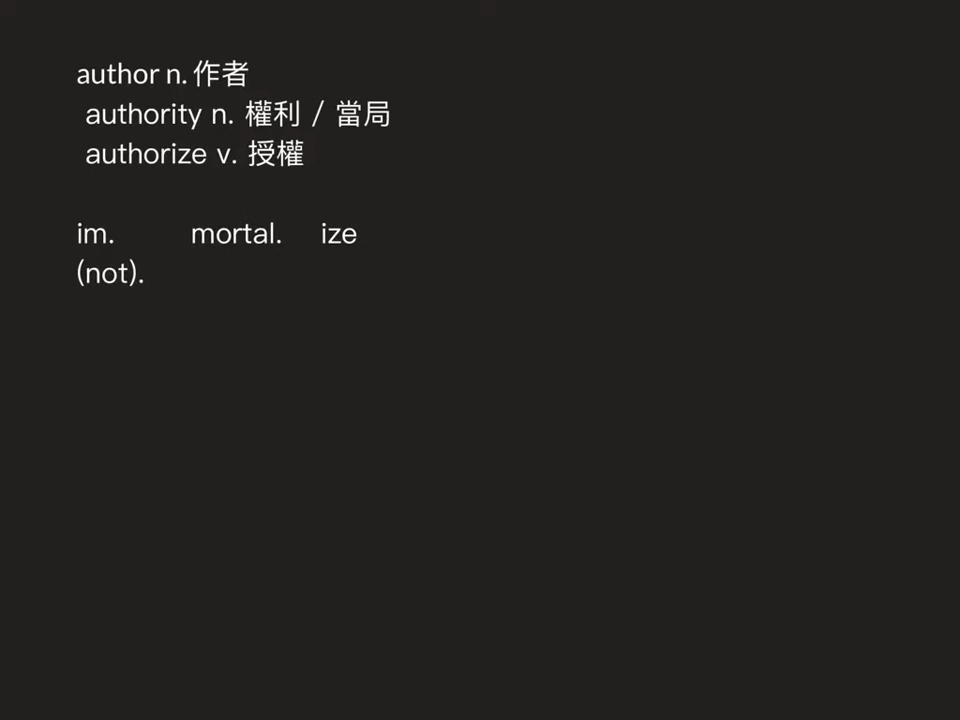 author n. 作者
authority n. 權利 / 當局
authorize v. 授權
im. mortal. ize
(not).